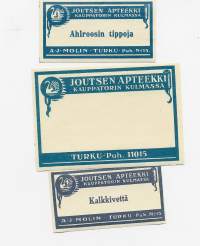 JOUTSEN APTEEKKI
KAUPPATORIN KULMASSA
Ahlroosin tippoja
A·J·MOLIN · TURKU · Puh.
JOUTSEN APTEEKKI
KAUPPATORIN KULMASSA
TURKU · Puh. 11015
JOUTSEN APTEEKKI
KAUPPATORIN KULMASSA
Kalkkivettä
A·J·MOLIN · TURKU · Puh.